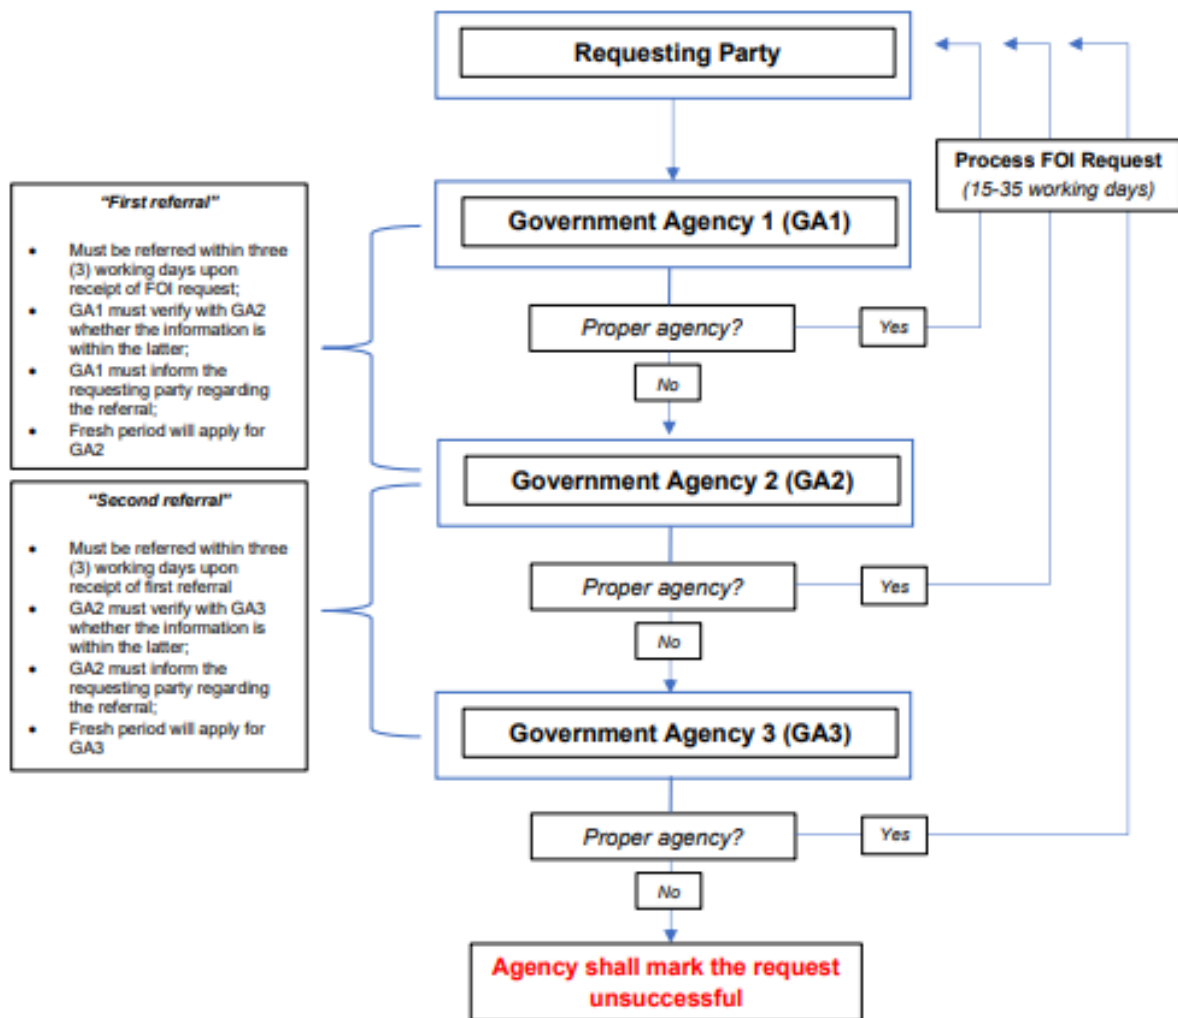 Requesting Party
Process FOI Request
(15-35 working days)
Government Agency 1 (GA1)
Proper agency?
Yes
No
"First referral"
• Must be referred within three
(3) working days upon
receipt of FOI request;
• GA1 must verify with GA2
whether the information is
within the latter;
• GA1 must inform the
requesting party regarding
the referral;
• Fresh period will apply for
GA2
Government Agency 2 (GA2)
Proper agency?
Yes
No
"Second referral"
• Must be referred within three
(3) working days upon
receipt of first referral
• GA2 must verify with GA3
whether the information is
within the latter;
• GA2 must inform the
requesting party regarding
the referral;
• Fresh period will apply for
GA3
Government Agency 3 (GA3)
Proper agency?
Yes
No
Agency shall mark the request
unsuccessful